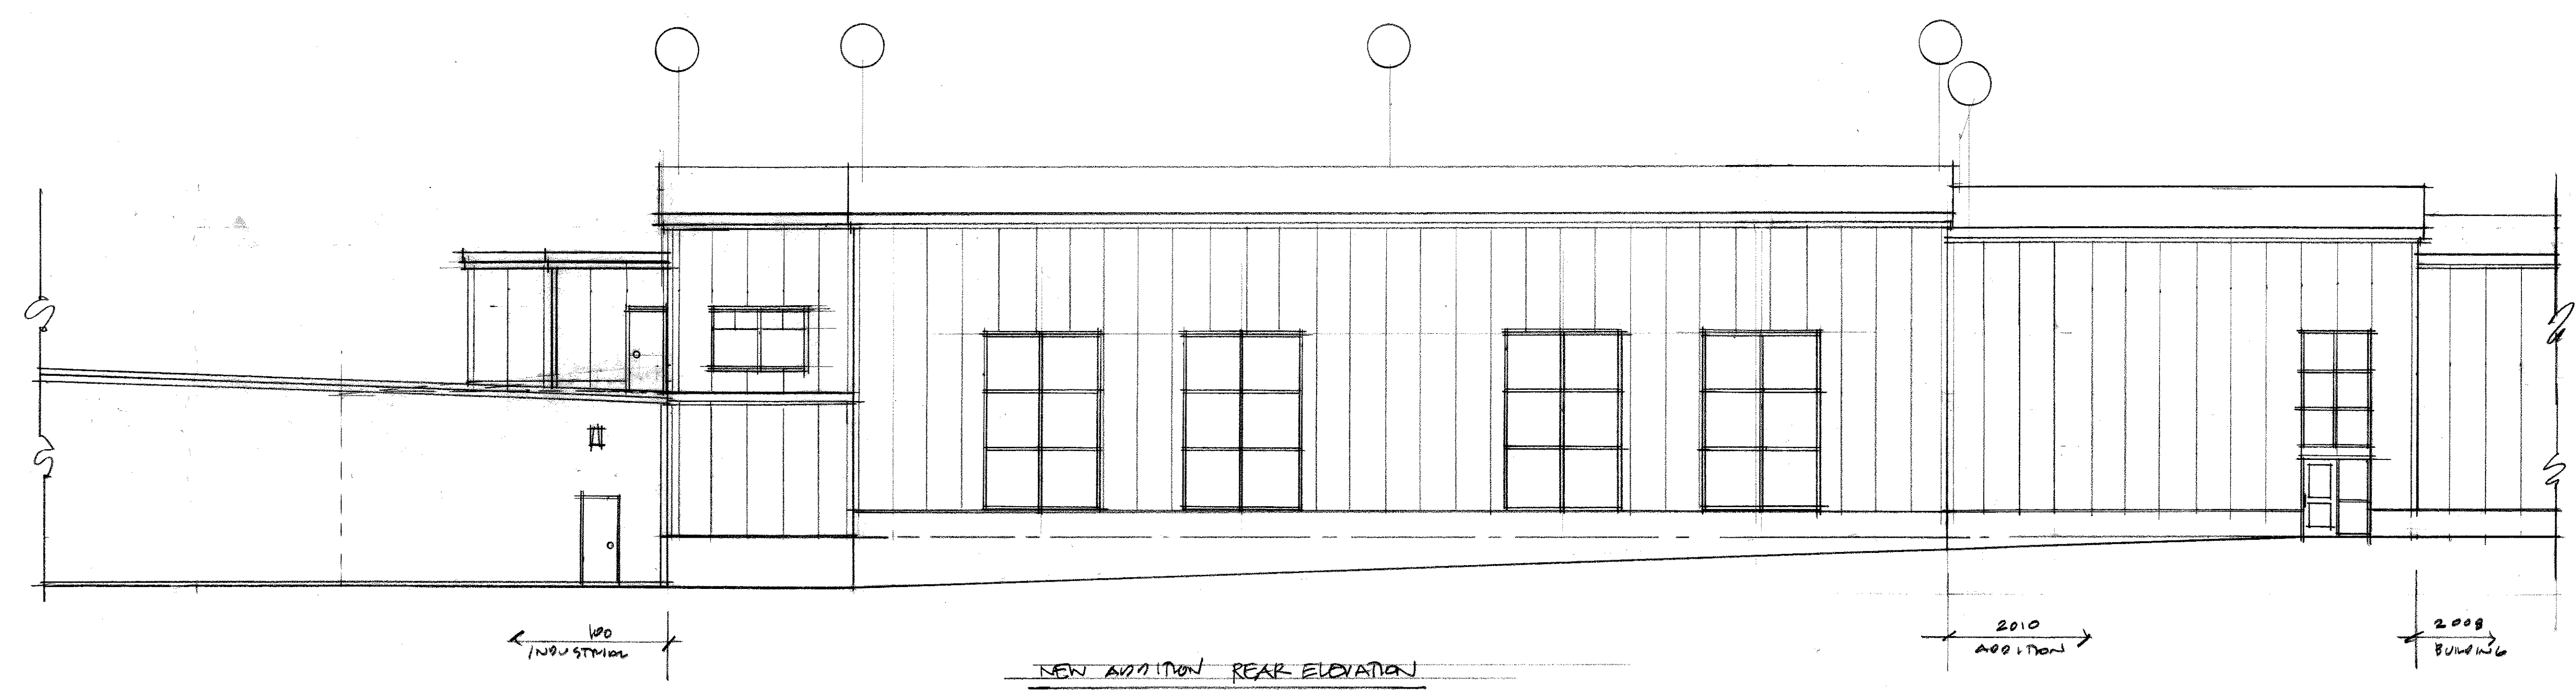 100
INDUSTRIAL
2010
ADDITION
2008
BUILDING
NEW ADDITION REAR ELEVATION